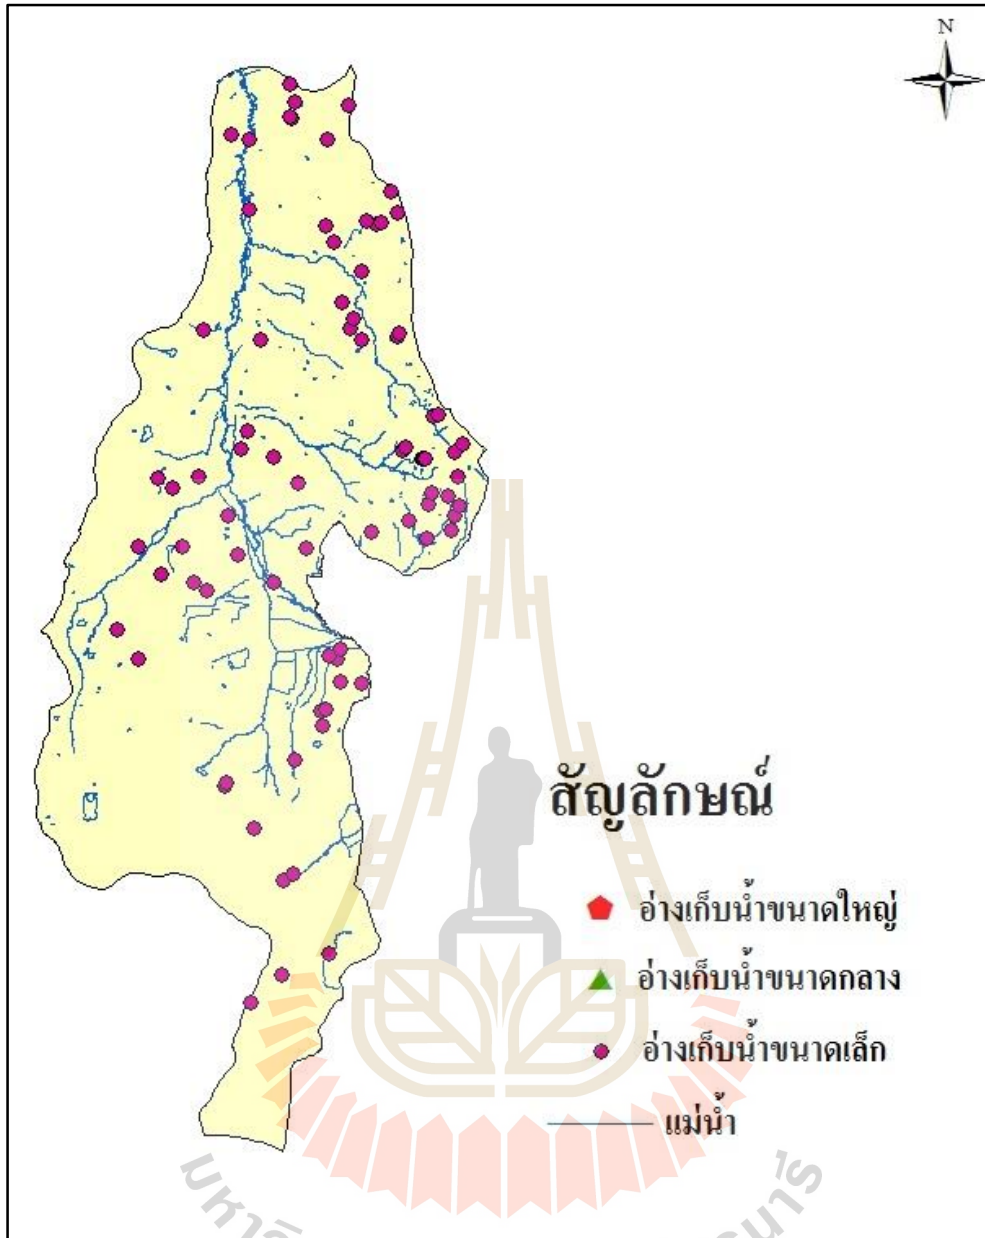 N
สัญลักษณ์
อ่างเก็บน้ำขนาดใหญ่
อ่างเก็บน้ำขนาดกลาง
อ่างเก็บน้ำขนาดเล็ก
แม่น้ำ